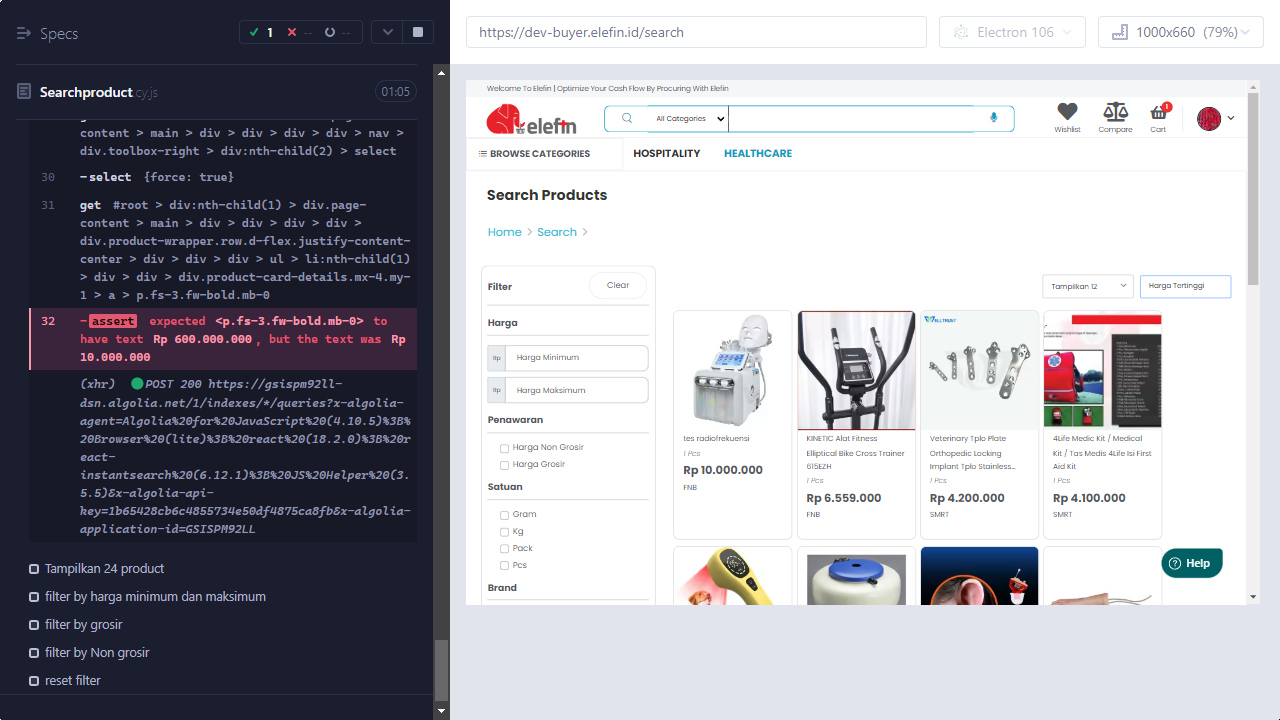 Specs
1
--
--
Searchproduct.cy.js
01:05
content > main > div > div > div > div > nav >
div.toolbox-right > div:nth-child(2) > select
30 -select {force: true}
31 get #root > div:nth-child(1) > div.page-
content > main > div > div > div > div > div >
div.product-wrapper.row.d-flex.justify-content-
center > div > div > div > ul > li:nth-child(1)
> div > div > div.product-card-details.mx-4.my-
1 > a > p.fs-3.fw-bold.mb-0
32 -assert expected <p.fs-3.fw-bold.mb-0> to
have text Rp 600.000.000, but the text was Rp
10.000.000
(xhr) POST 200 https://gsispm92ll-
dsn.algolia.net/1/indexes/*/queries?x-algolia-
agent=Algolia%20for%20JavaScript%20(4.10.5)%3B%
20Browser%20(lite)%3B%20react%20(18.2.0)%3B%20r
eact-
instantsearch%20(6.12.1)%3B%20JS%20Helper%20(3.
5.5)&x-algolia-api-
key=1b65428cb6c4855734e50df4875ca8fb&x-algolia-
application-id=GSISPM92LL
Tampilkan 24 product
filter by harga minimum dan maksimum
filter by grosir
filter by Non grosir
reset filter
https://dev-buyer.elefin.id/search
Electron 106
1000x660 (79%)
Welcome To Elefin | Optimize Your Cash Flow By Procuring With Elefin
elefin
All Categories
Wishlist
Compare
1
Cart
BROWSE CATEGORIES
HOSPITALITY
HEALTHCARE
Search Products
Home > Search >
Filter
Clear
Tampilkan 12
Harga Tertinggi
Harga
Rp Harga Minimum
Rp Harga Maksimum
Penawaran
Harga Non Grosir
Harga Grosir
Satuan
Gram
Kg
Pack
Pcs
Brand
tes radiofrekuensi
1 Pcs
Rp 10.000.000
FNB
KINETIC Alat Fitness
Elliptical Bike Cross Trainer
615EZH
1 Pcs
Rp 6.559.000
FNB
WELLTRUST
Veterinary Tplo Plate
Orthopedic Locking
Implant Tplo Stainless...
1 Pcs
Rp 4.200.000
SMRT
4Life Medic Kit / Medical
Kit / Tas Medis 4Life Isi First
Aid Kit
1 Pcs
Rp 4.100.000
SMRT
Help